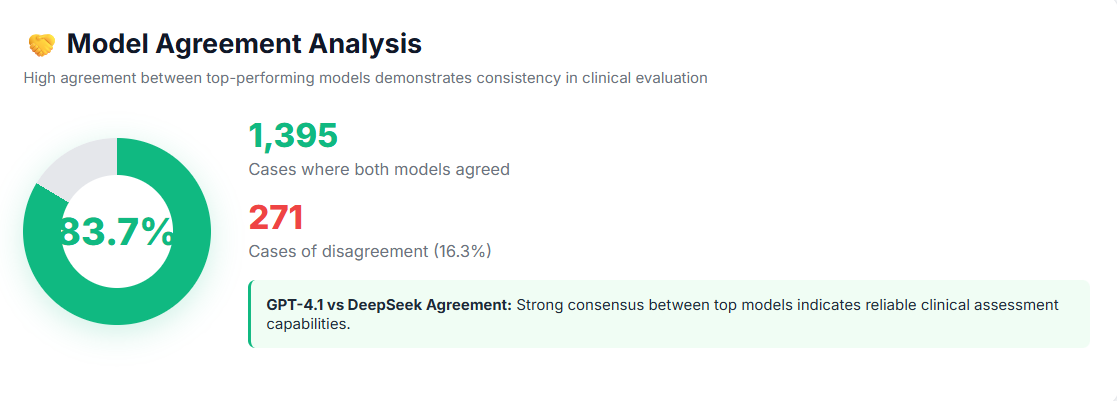 🤝 Model Agreement Analysis
High agreement between top-performing models demonstrates consistency in clinical evaluation
83.7%
1,395
Cases where both models agreed
271
Cases of disagreement (16.3%)
GPT-4.1 vs DeepSeek Agreement: Strong consensus between top models indicates reliable clinical assessment
capabilities.